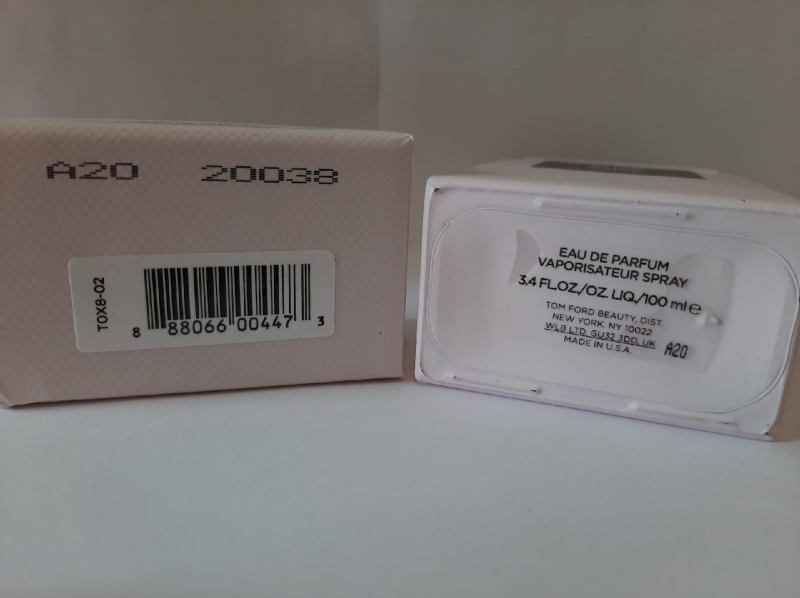 A20 20038
TOX8-02
8 88066 00447 3
EAU DE PARFUM
VAPORISATEUR SPRAY
3.4 FL.OZ./OZ. LIQ./100 ml ℮
TOM FORD BEAUTY, DIST.
NEW YORK, NY 10022
WLB LTD. GU32 3DD, UK
MADE IN U.S.A.
A20